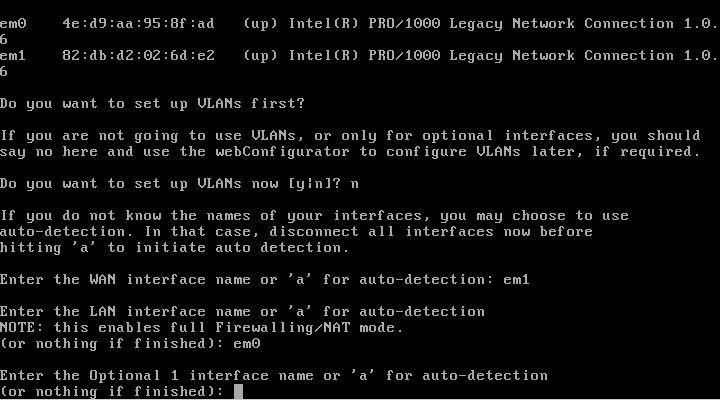 em0    4e:d9:aa:95:8f:ad   (up) Intel(R) PRO/1000 Legacy Network Connection 1.0.
6
em1    82:db:d2:02:6d:e2   (up) Intel(R) PRO/1000 Legacy Network Connection 1.0.
6
Do you want to set up VLANs first?
If you are not going to use VLANs, or only for optional interfaces, you should
say no here and use the webConfigurator to configure VLANs later, if required.
Do you want to set up VLANs now [y|n]? n
If you do not know the names of your interfaces, you may choose to use
auto-detection. In that case, disconnect all interfaces now before
hitting 'a' to initiate auto detection.
Enter the WAN interface name or 'a' for auto-detection: em1
Enter the LAN interface name or 'a' for auto-detection
NOTE: this enables full Firewalling/NAT mode.
(or nothing if finished): em0
Enter the Optional 1 interface name or 'a' for auto-detection
(or nothing if finished):